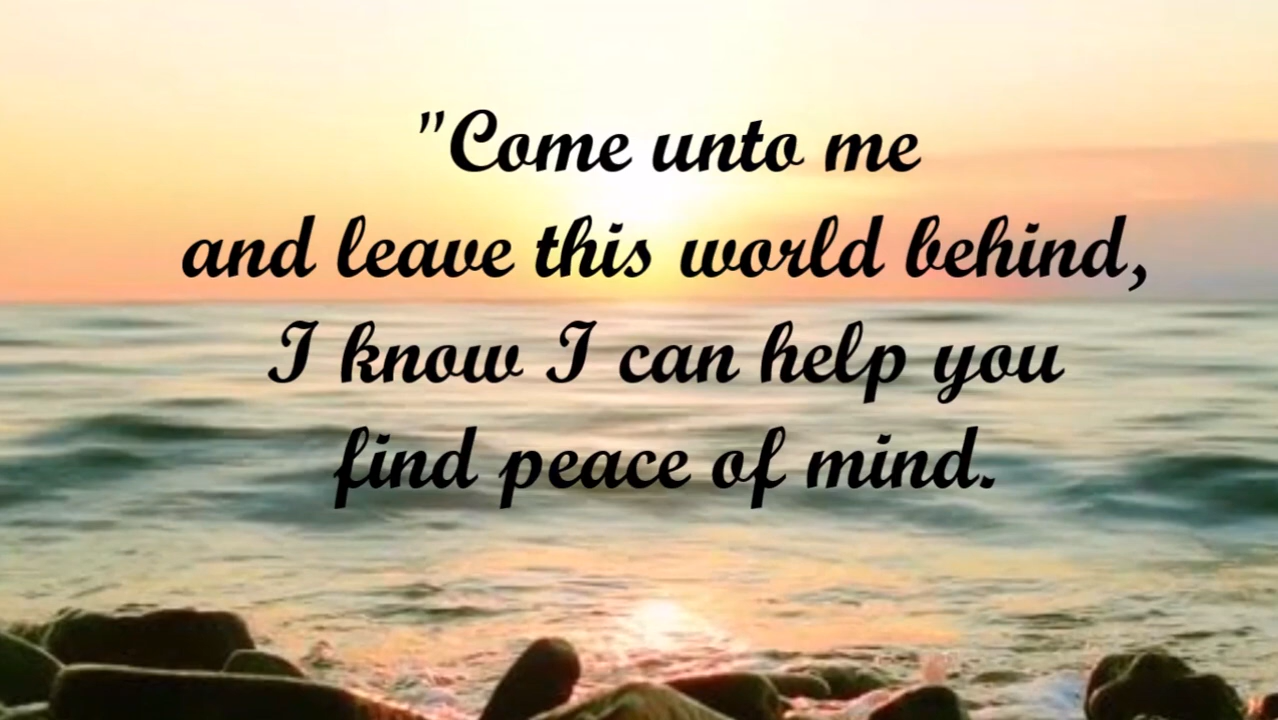 "Come unto me
and leave this world behind,
I know I can help you
find peace of mind.